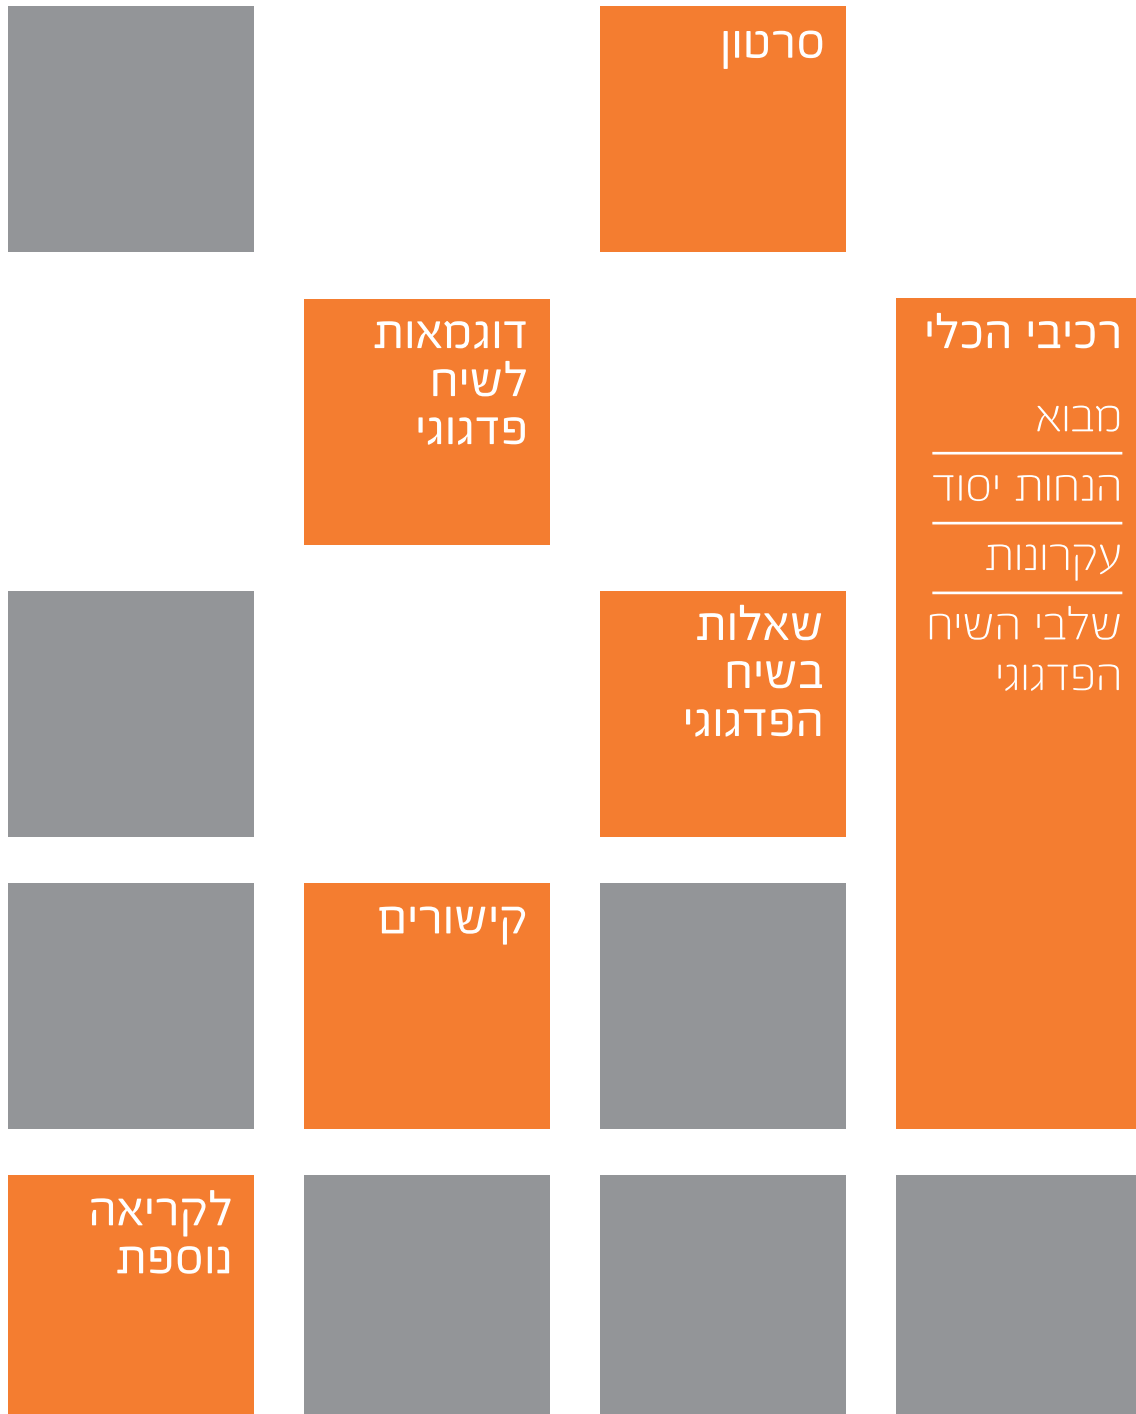 סרטון
רכיבי הכלי
מבוא
הנחות יסוד
עקרונות
שלבי השיח
הפדגוגי
דוגמאות
לשיח
פדגוגי
שאלות
בשיח
הפדגוגי
קישורים
לקריאה
נוספת